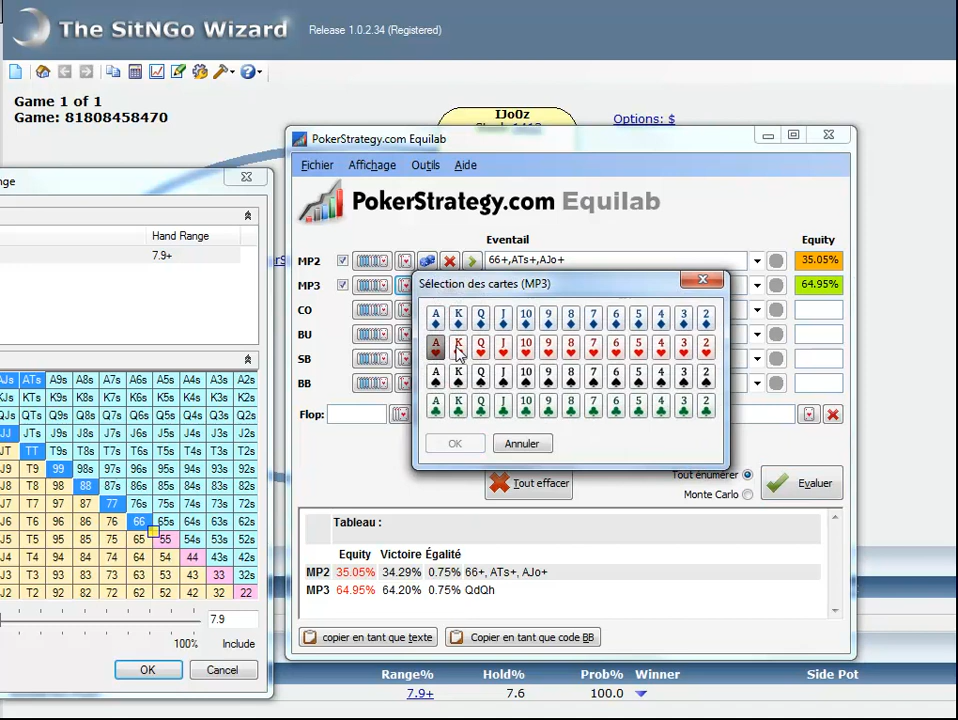 The SitNGo Wizard Release 1.0.2.34 (Registered)
Game 1 of 1
Game: 81808458470
IJoOz
Options: $
PokerStrategy.com Equilab
Fichier Affichage Outils Aide
PokerStrategy.com Equilab
nge
Hand Range
7.9+
Eventail Equity
MP2 66+,ATs+,AJo+ 35.05%
MP3 64.95%
CO
BU
SB
BB
Flop:
Sélection des cartes (MP3)
A K Q J 10 9 8 7 6 5 4 3 2
A K Q J 10 9 8 7 6 5 4 3 2
A K Q J 10 9 8 7 6 5 4 3 2
A K Q J 10 9 8 7 6 5 4 3 2
OK Annuler
Tout effacer
Tout énumérer
Monte Carlo
Evaluer
AJs ATs A9s A8s A7s A6s A5s A4s A3s A2s
KJs KTs K9s K8s K7s K6s K5s K4s K3s K2s
QJs QTs Q9s Q8s Q7s Q6s Q5s Q4s Q3s Q2s
JJ JTs J9s J8s J7s J6s J5s J4s J3s J2s
JT TT T9s T8s T7s T6s T5s T4s T3s T2s
J9 T9 99 98s 97s 96s 95s 94s 93s 92s
J8 T8 98 88 87s 86s 85s 84s 83s 82s
J7 T7 97 87 77 76s 75s 74s 73s 72s
J6 T6 96 86 76 66 65s 64s 63s 62s
J5 T5 95 85 75 65 55 54s 53s 52s
J4 T4 94 84 74 64 54 44 43s 42s
J3 T3 93 83 73 63 53 43 33 32s
J2 T2 92 82 72 62 52 42 32 22
7.9
100% Include
OK Cancel
Tableau :
Equity Victoire Égalité
MP2 35.05% 34.29% 0.75% 66+, ATs+, AJo+
MP3 64.95% 64.20% 0.75% QdQh
copier en tant que texte Copier en tant que code BB
Range% Hold% Prob% Winner Side Pot
7.9+ 7.6 100.0